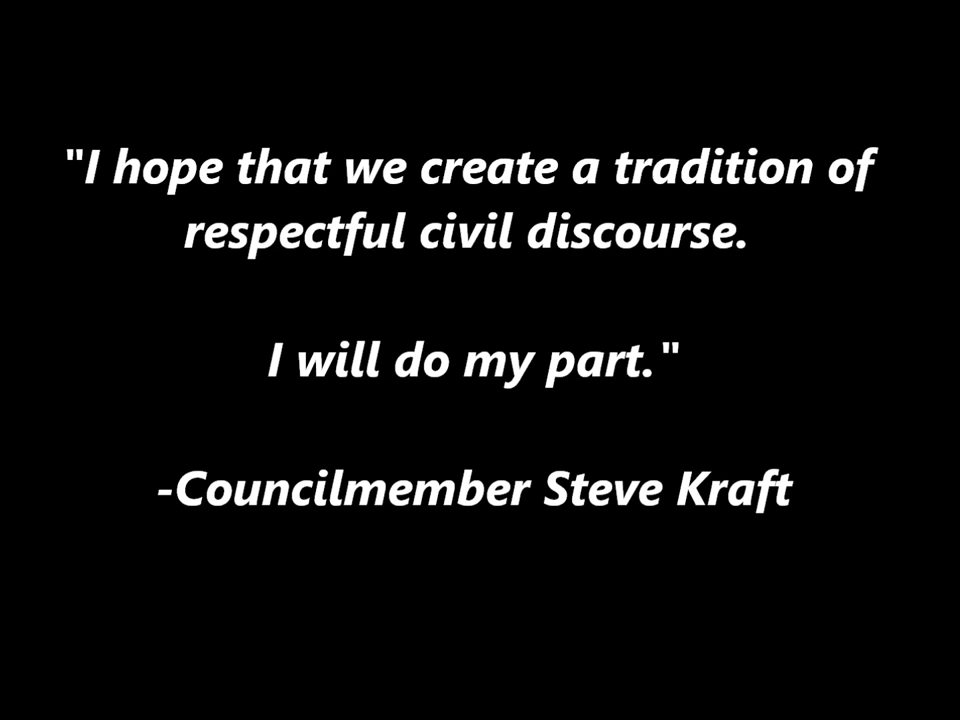 "I hope that we create a tradition of
respectful civil discourse.
I will do my part."
-Councilmember Steve Kraft